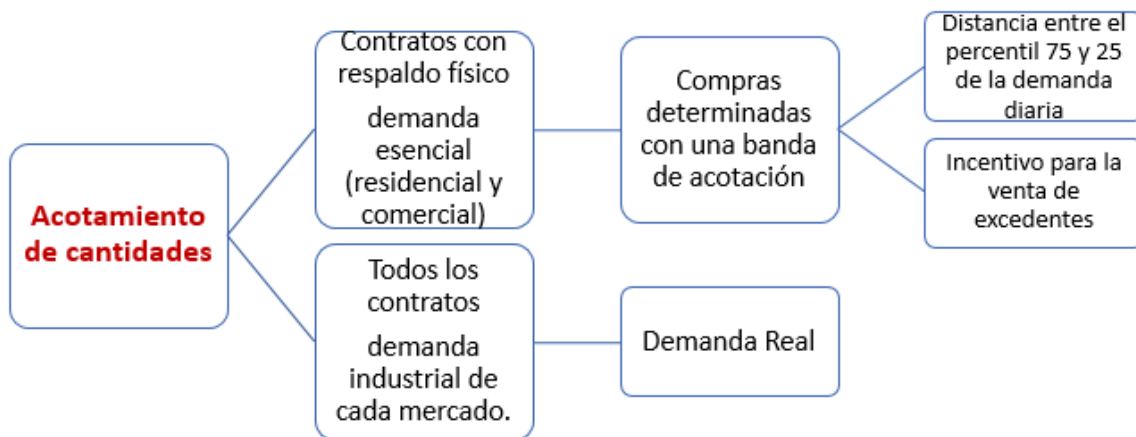 Acotamiento
de cantidades
Contratos con
respaldo físico
demanda
esencial
(residencial y
comercial)
Compras
determinadas
con una banda
de acotación
Distancia entre el
percentil 75 y 25
de la demanda
diaria
Incentivo para la
venta de
excedentes
Todos los
contratos
demanda
industrial de
cada mercado.
Demanda Real